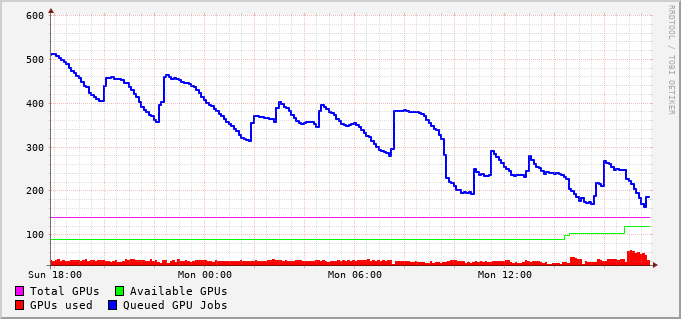 600
500
400
300
200
100
Sun 18:00 Mon 00:00 Mon 06:00 Mon 12:00
Total GPUs Available GPUs
GPUs used Queued GPU Jobs
RRDTOOL / TOBI OETIKER